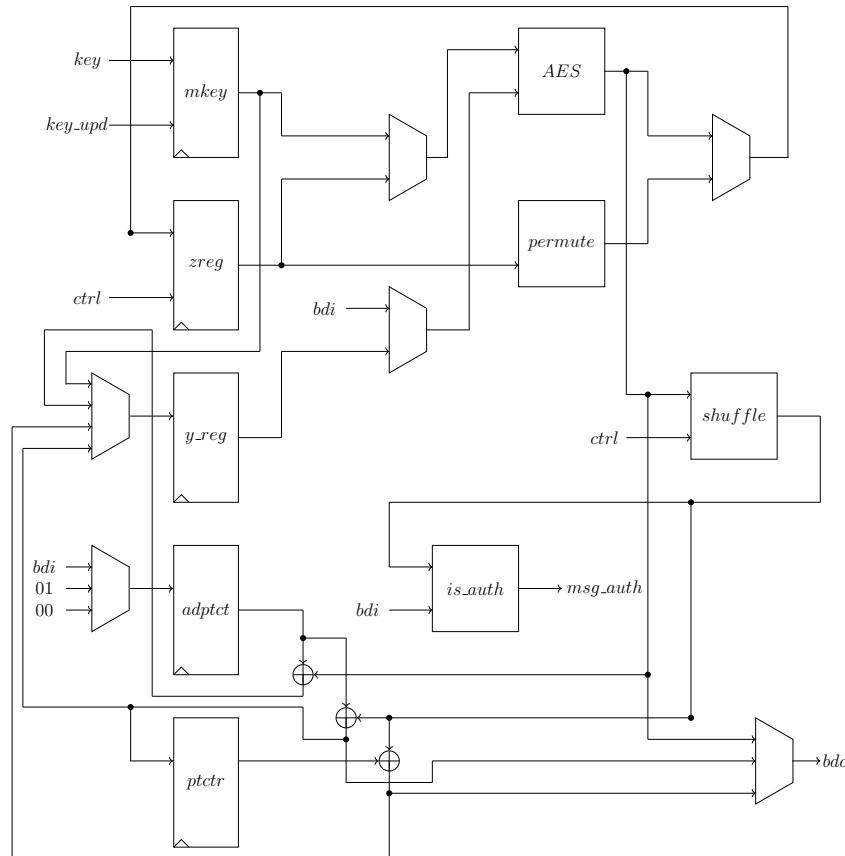 key
mkey
AES
key_upd
zreg
permute
ctrl
bdi
y_reg
shuffle
ctrl
bdi
01
00
adptct
is_auth
msg_auth
bdi
ptctr
bdo